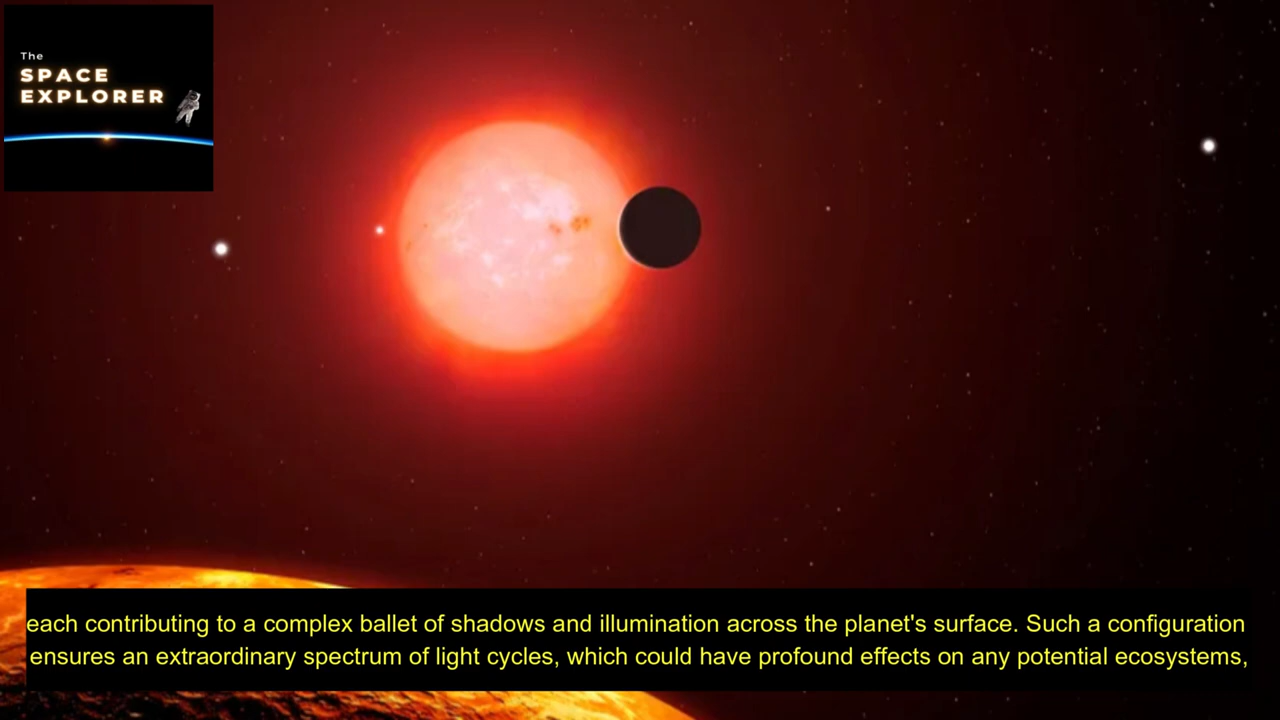 The
SPACE
EXPLORER
each contributing to a complex ballet of shadows and illumination across the planet's surface. Such a configuration
ensures an extraordinary spectrum of light cycles, which could have profound effects on any potential ecosystems,